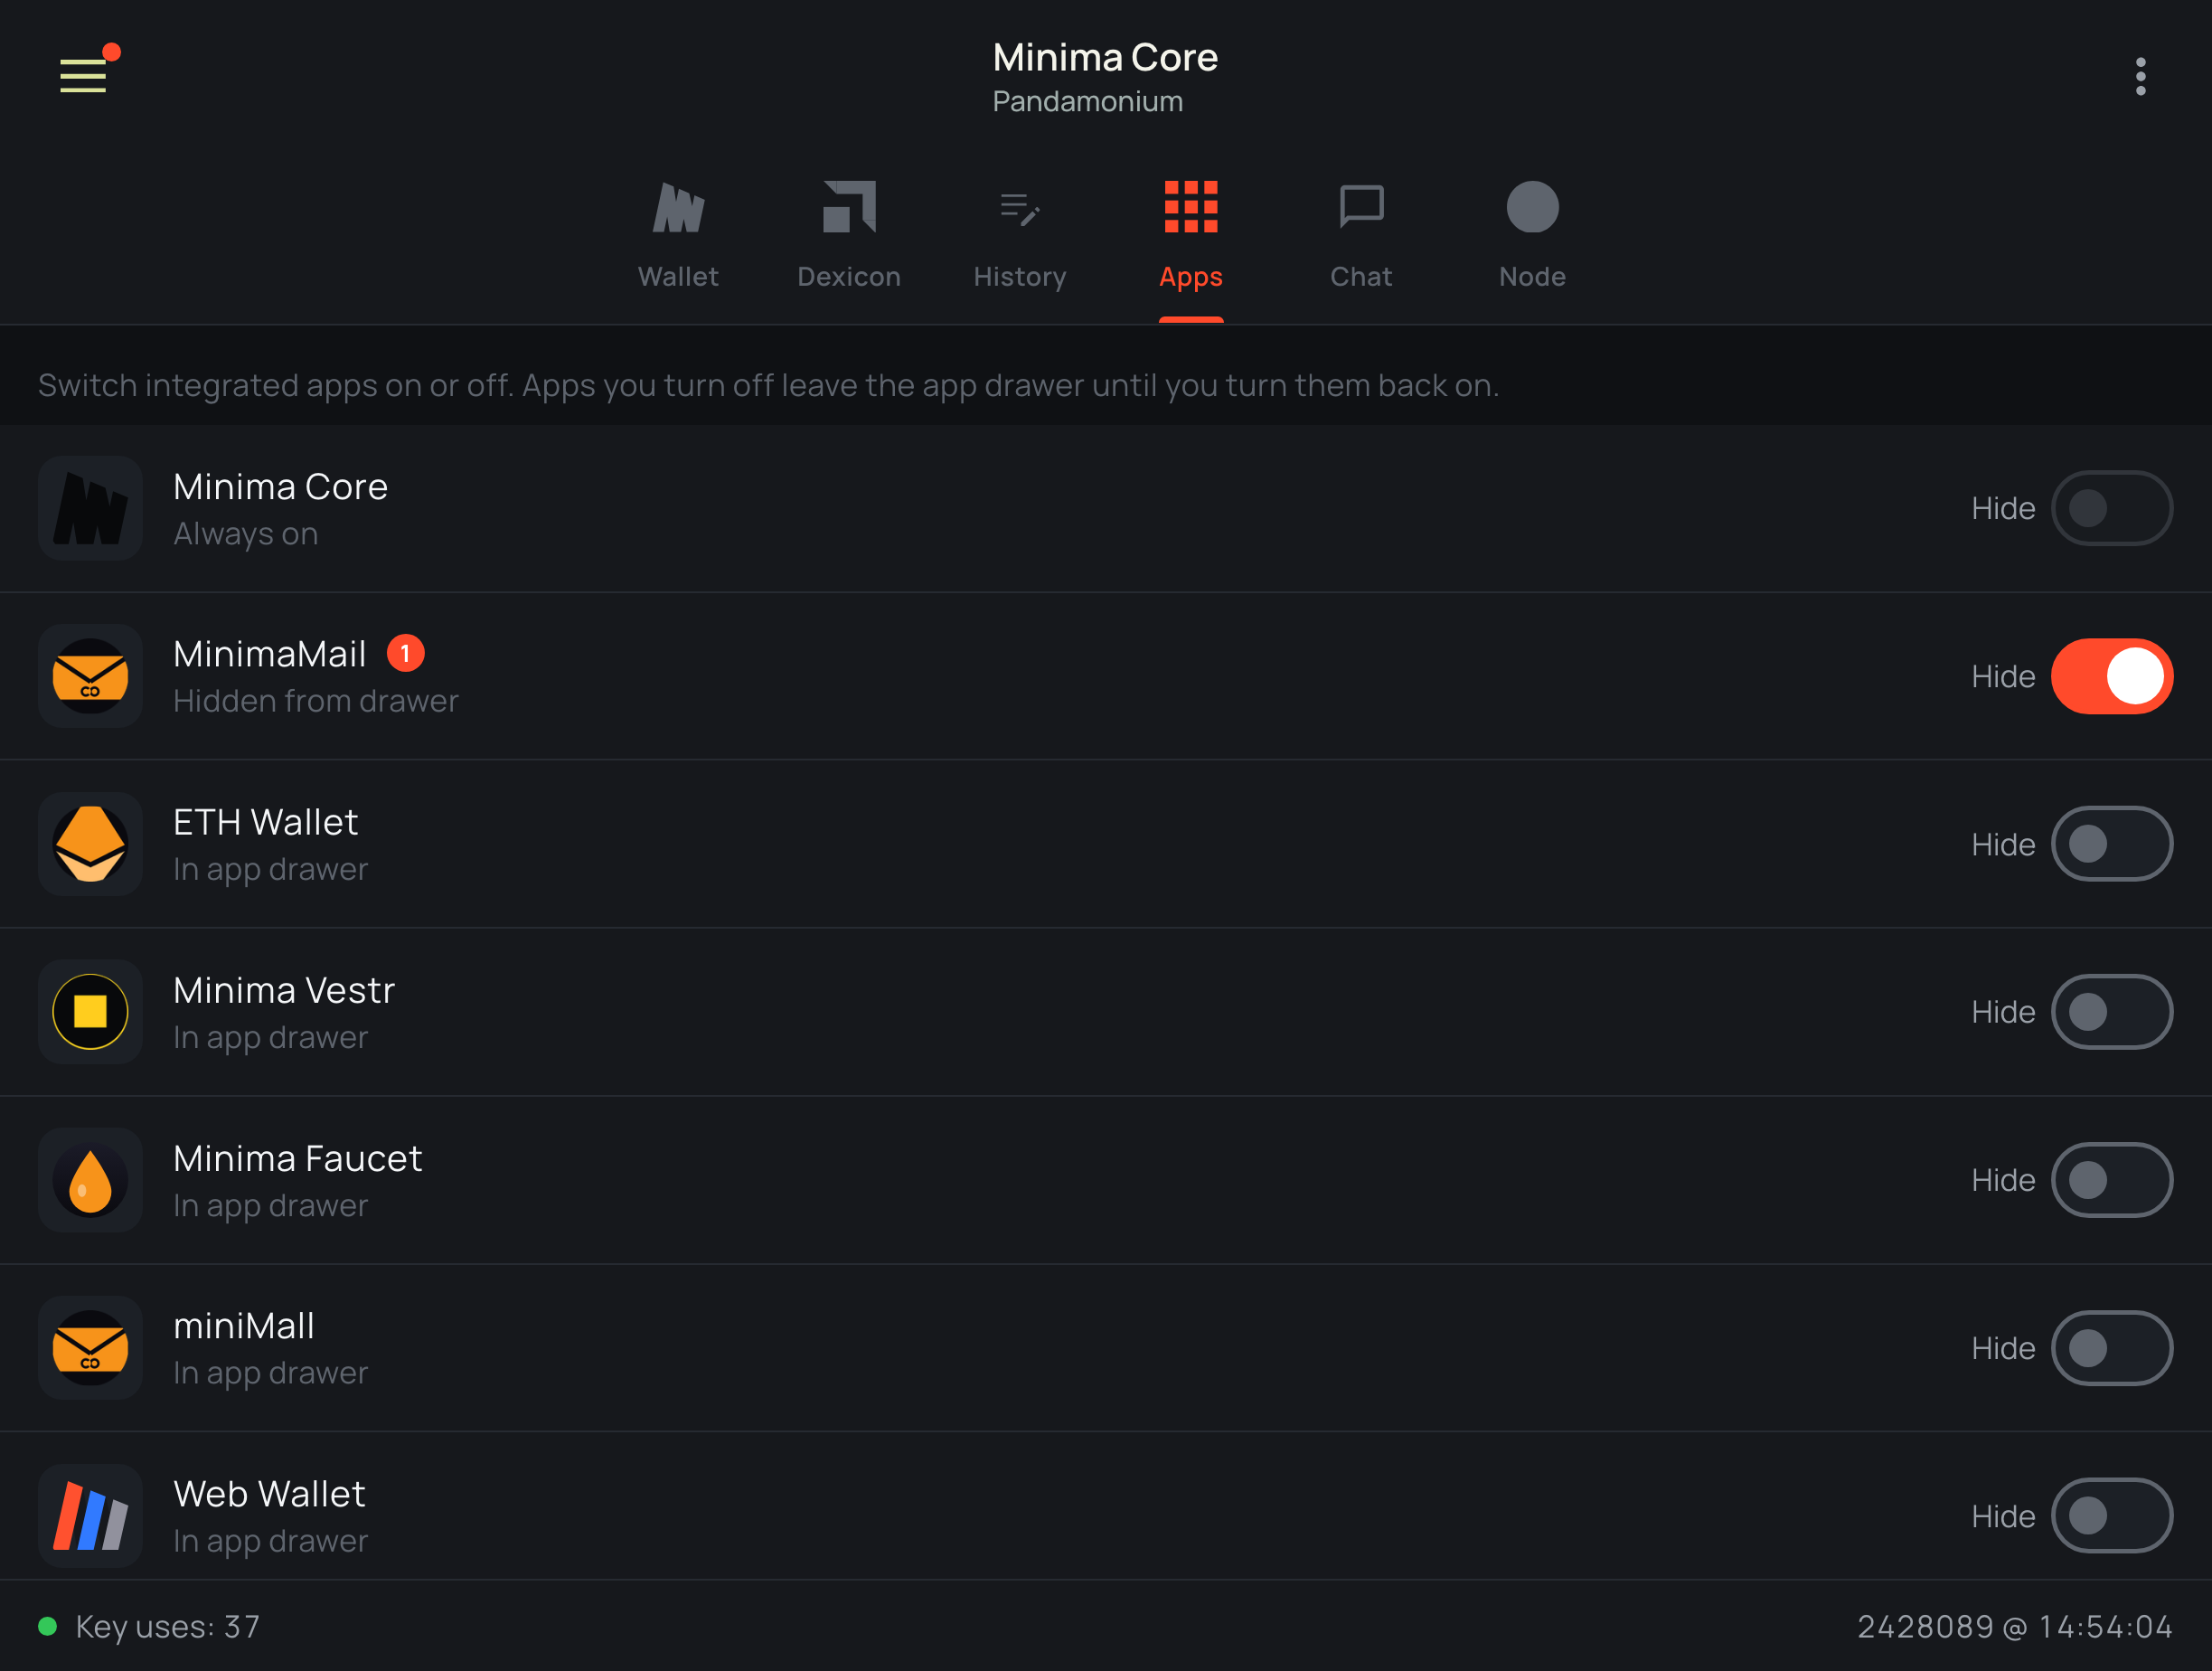 Minima Core
Pandamonium
Wallet
Dexicon
History
Apps
Chat
Node
Switch integrated apps on or off. Apps you turn off leave the app drawer until you turn them back on.
Minima Core
Always on
Hide
MinimaMail 1
Hidden from drawer
Hide
ETH Wallet
In app drawer
Hide
Minima Vestr
In app drawer
Hide
Minima Faucet
In app drawer
Hide
miniMall
In app drawer
Hide
Web Wallet
In app drawer
Hide
Key uses: 37
2428089 @ 14:54:04